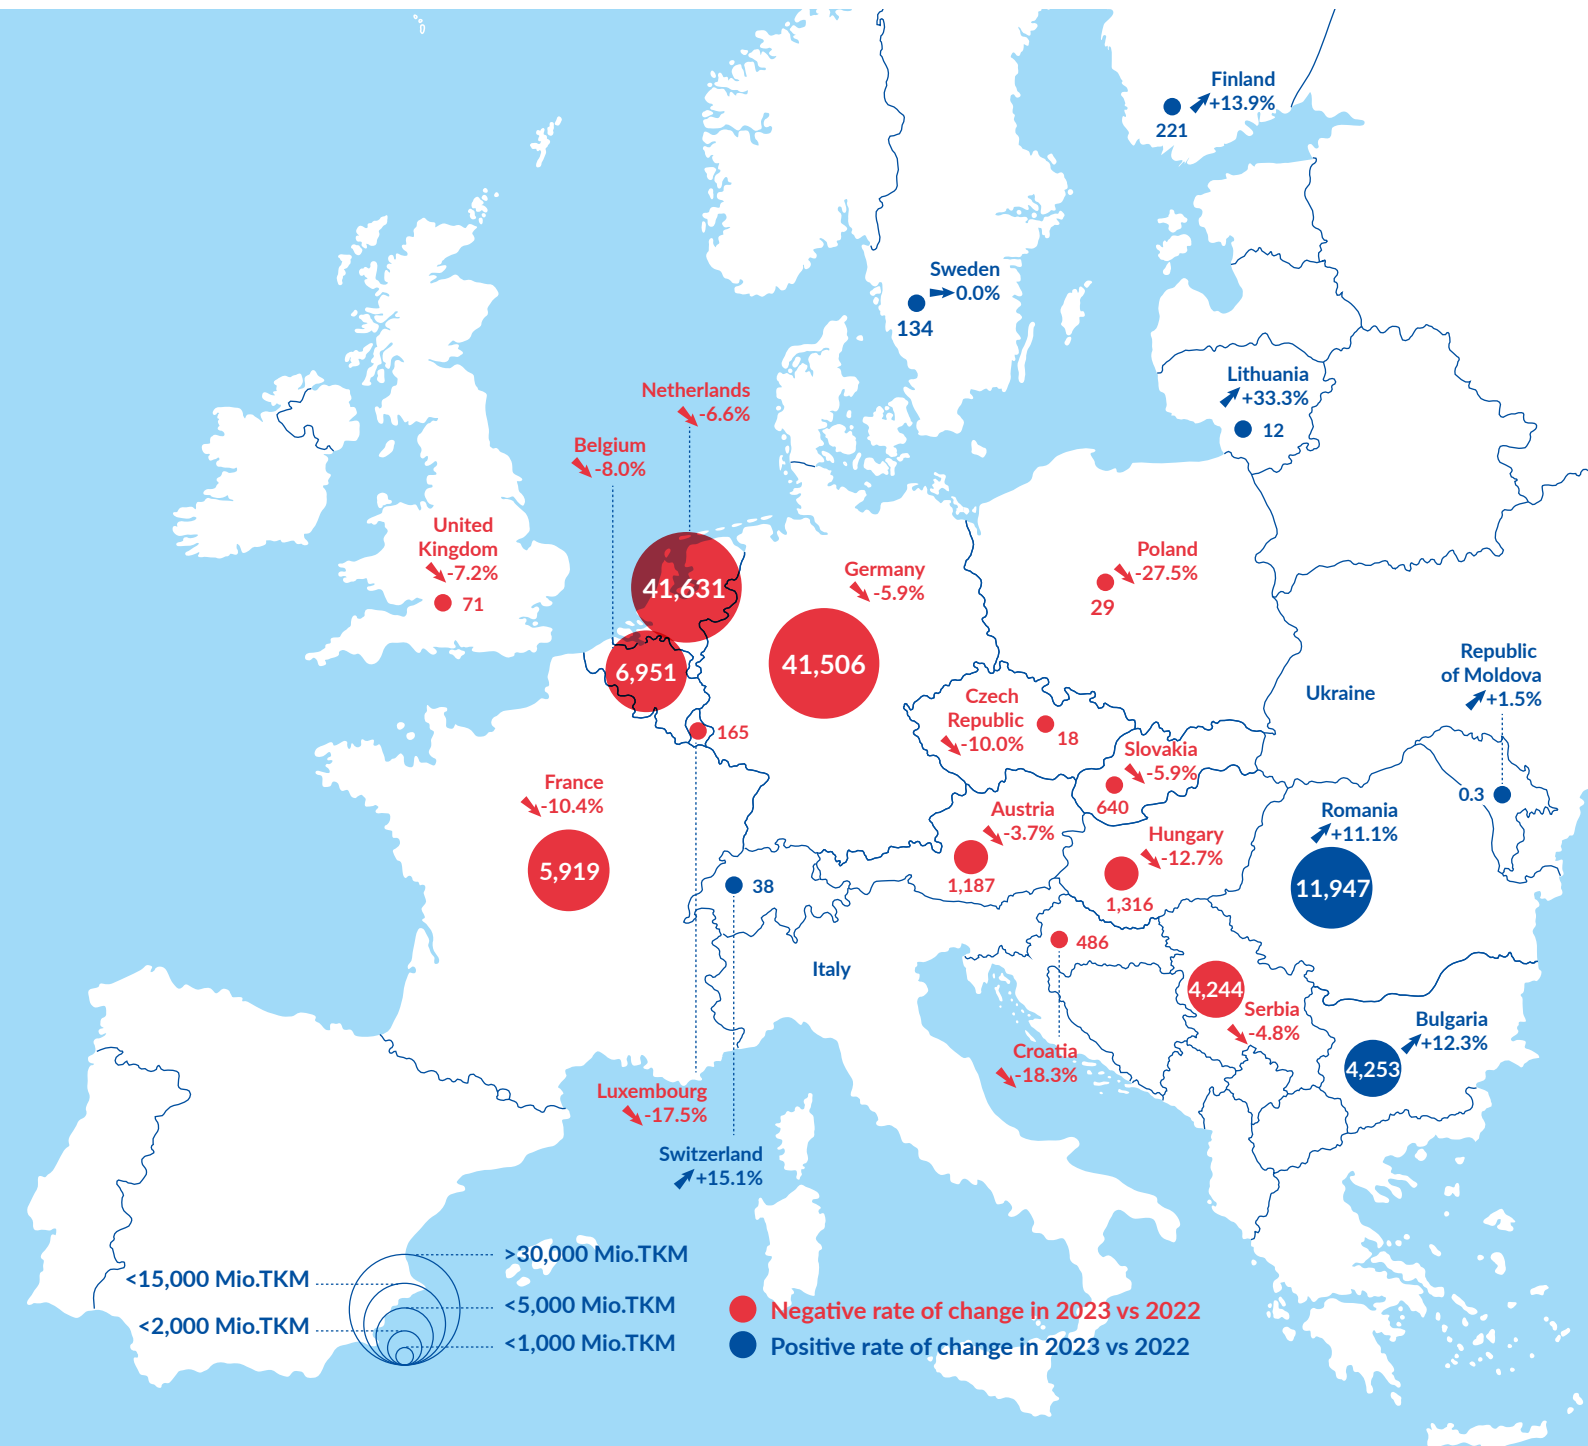 Finland
+13.9%
221
Sweden
0.0%
134
Lithuania
+33.3%
12
Netherlands
-6.6%
41,631
Belgium
-8.0%
6,951
United
Kingdom
-7.2%
71
Germany
-5.9%
41,506
Poland
-27.5%
29
Republic
of Moldova
+1.5%
0.3
Ukraine
Czech
Republic
-10.0%
18
165
Slovakia
-5.9%
640
France
-10.4%
5,919
Austria
-3.7%
1,187
Hungary
-12.7%
1,316
Romania
+11.1%
11,947
38
486
Italy
4,244
Serbia
-4.8%
Bulgaria
+12.3%
4,253
Croatia
-18.3%
Luxembourg
-17.5%
Switzerland
+15.1%
>30,000 Mio.TKM
<15,000 Mio.TKM
<5,000 Mio.TKM
<2,000 Mio.TKM
<1,000 Mio.TKM
Negative rate of change in 2023 vs 2022
Positive rate of change in 2023 vs 2022